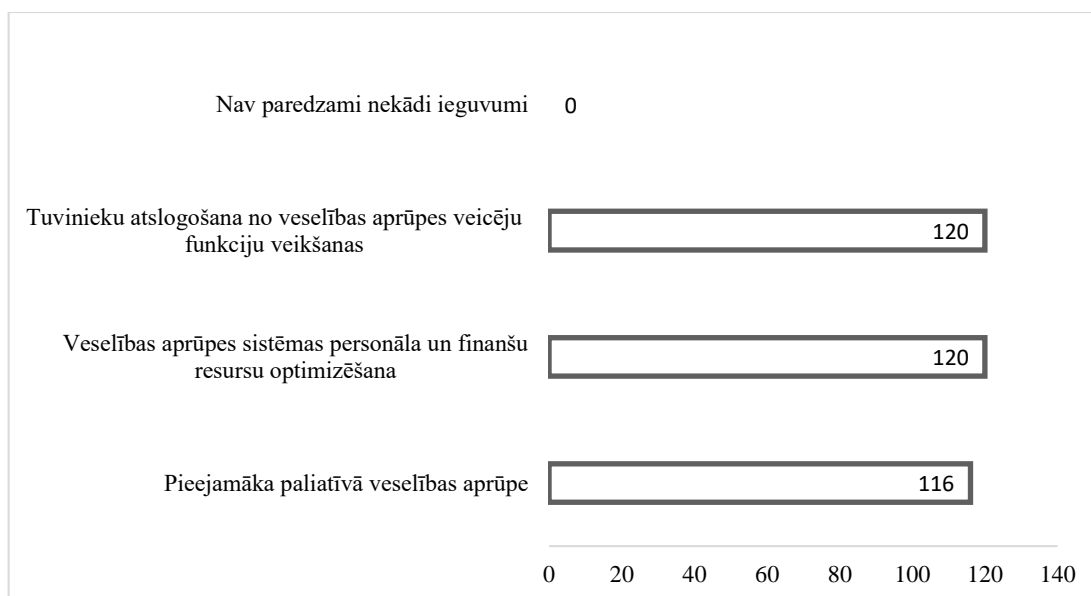 Nav paredzami nekādi ieguvumi
0
Tuvinieku atslogošana no veselības aprūpes veicēju
funkciju veikšanas
120
Veselības aprūpes sistēmas personāla un finanšu
resursu optimizēšana
120
Pieejamāka paliatīvā veselības aprūpe
116
0 20 40 60 80 100 120 140